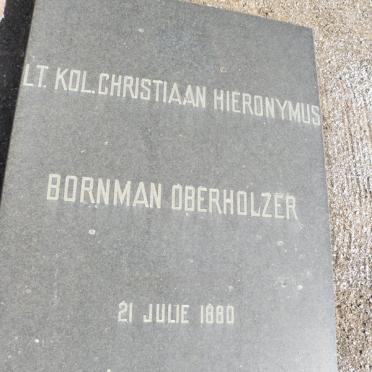 LT. KOL. CHRISTIAAN HIERONYMUS
BORNMAN OBERHOLZER
21 JULIE 1880